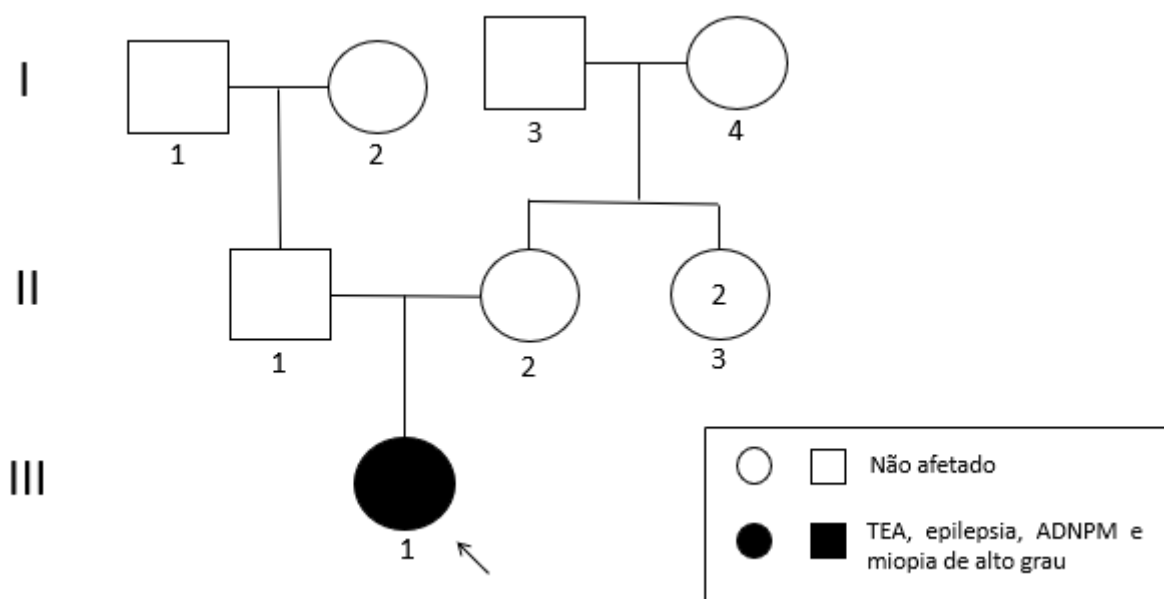 I
1
2
3
4
II
2
1
2
3
III
1
Não afetado
TEA, epilepsia, ADNPM e
miopia de alto grau